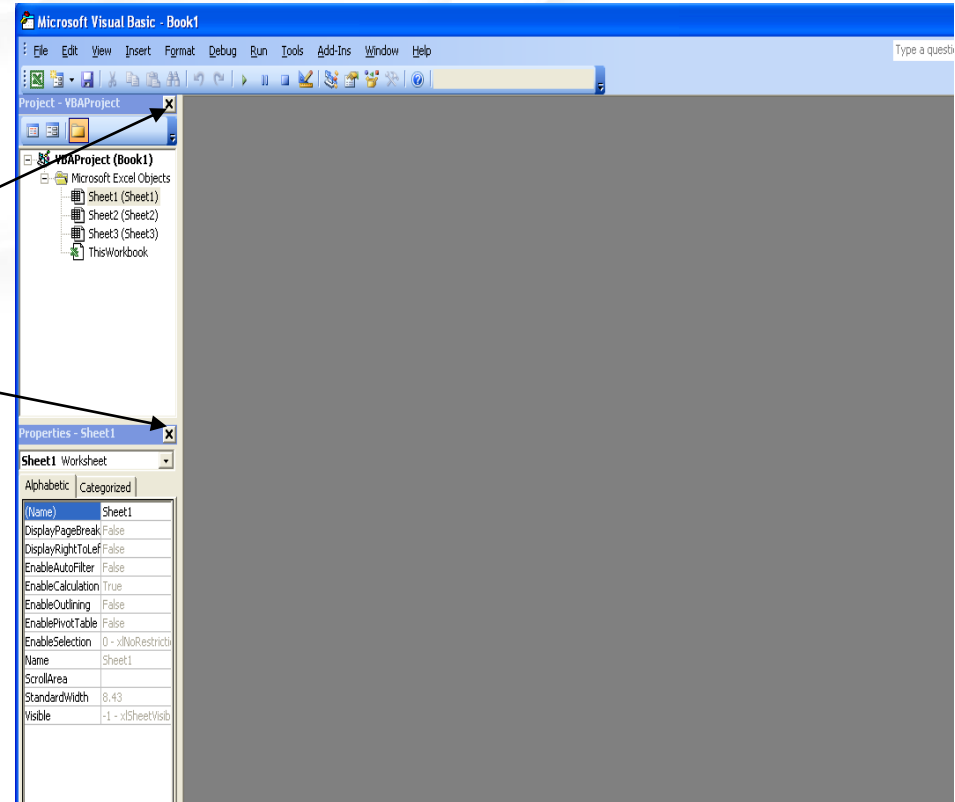 Microsoft Visual Basic - Book1
File Edit View Insert Format Debug Run Tools Add-Ins Window Help
Type a questi
Project - VBAProject
VBAProject (Book1)
Microsoft Excel Objects
Sheet1 (Sheet1)
Sheet2 (Sheet2)
Sheet3 (Sheet3)
ThisWorkbook
Properties - Sheet1
Sheet1 Worksheet
Alphabetic Categorized
(Name) Sheet1
DisplayPageBreak False
DisplayRightToLef False
EnableAutoFilter False
EnableCalculation True
EnableOutlining False
EnablePivotTable False
EnableSelection 0 - xlNoRestricti
Name Sheet1
ScrollArea
StandardWidth 8.43
Visible -1 - xlSheetVisib